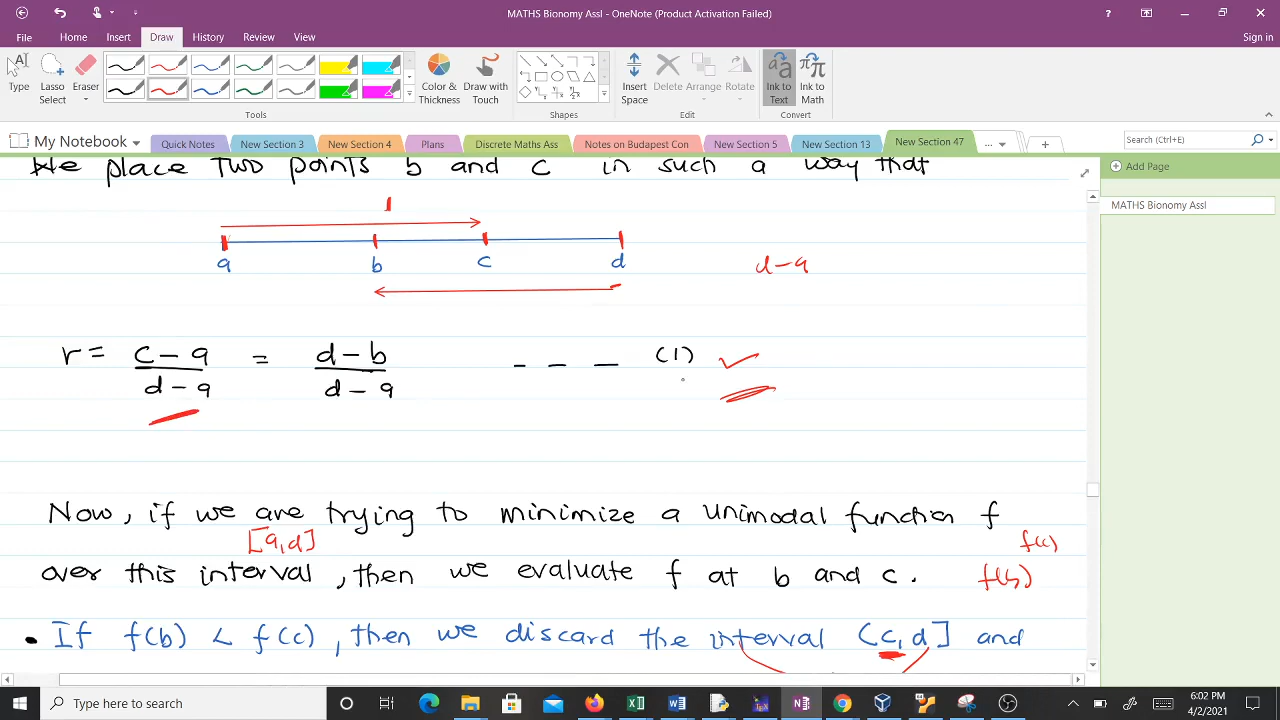 MATHS Bionomy Assl - OneNote (Product Activation Failed)
File Home Insert Draw History Review View Sign in
Type Lasso Select Eraser Color & Thickness Draw with Touch Insert Space Delete Arrange Rotate Ink to Text Ink to Math
Tools Shapes Edit Convert
My Notebook Quick Notes New Section 3 New Section 4 Plans Discrete Maths Ass Notes on Budapest Con New Section 5 New Section 13 New Section 47 ... Search (Ctrl+E)
Add Page
MATHS Bionomy Assl
We place two points b and c in such a way that
a b c d d-a
r = c-a / d-a = d-b / d-a - - - (1)
Now, if we are trying to minimize a unimodal function f
[a,d] f(c)
over this interval, then we evaluate f at b and c. f(b)
• If f(b) < f(c), then we discard the interval (c, d] and
Type here to search
6:02 PM
4/2/2021